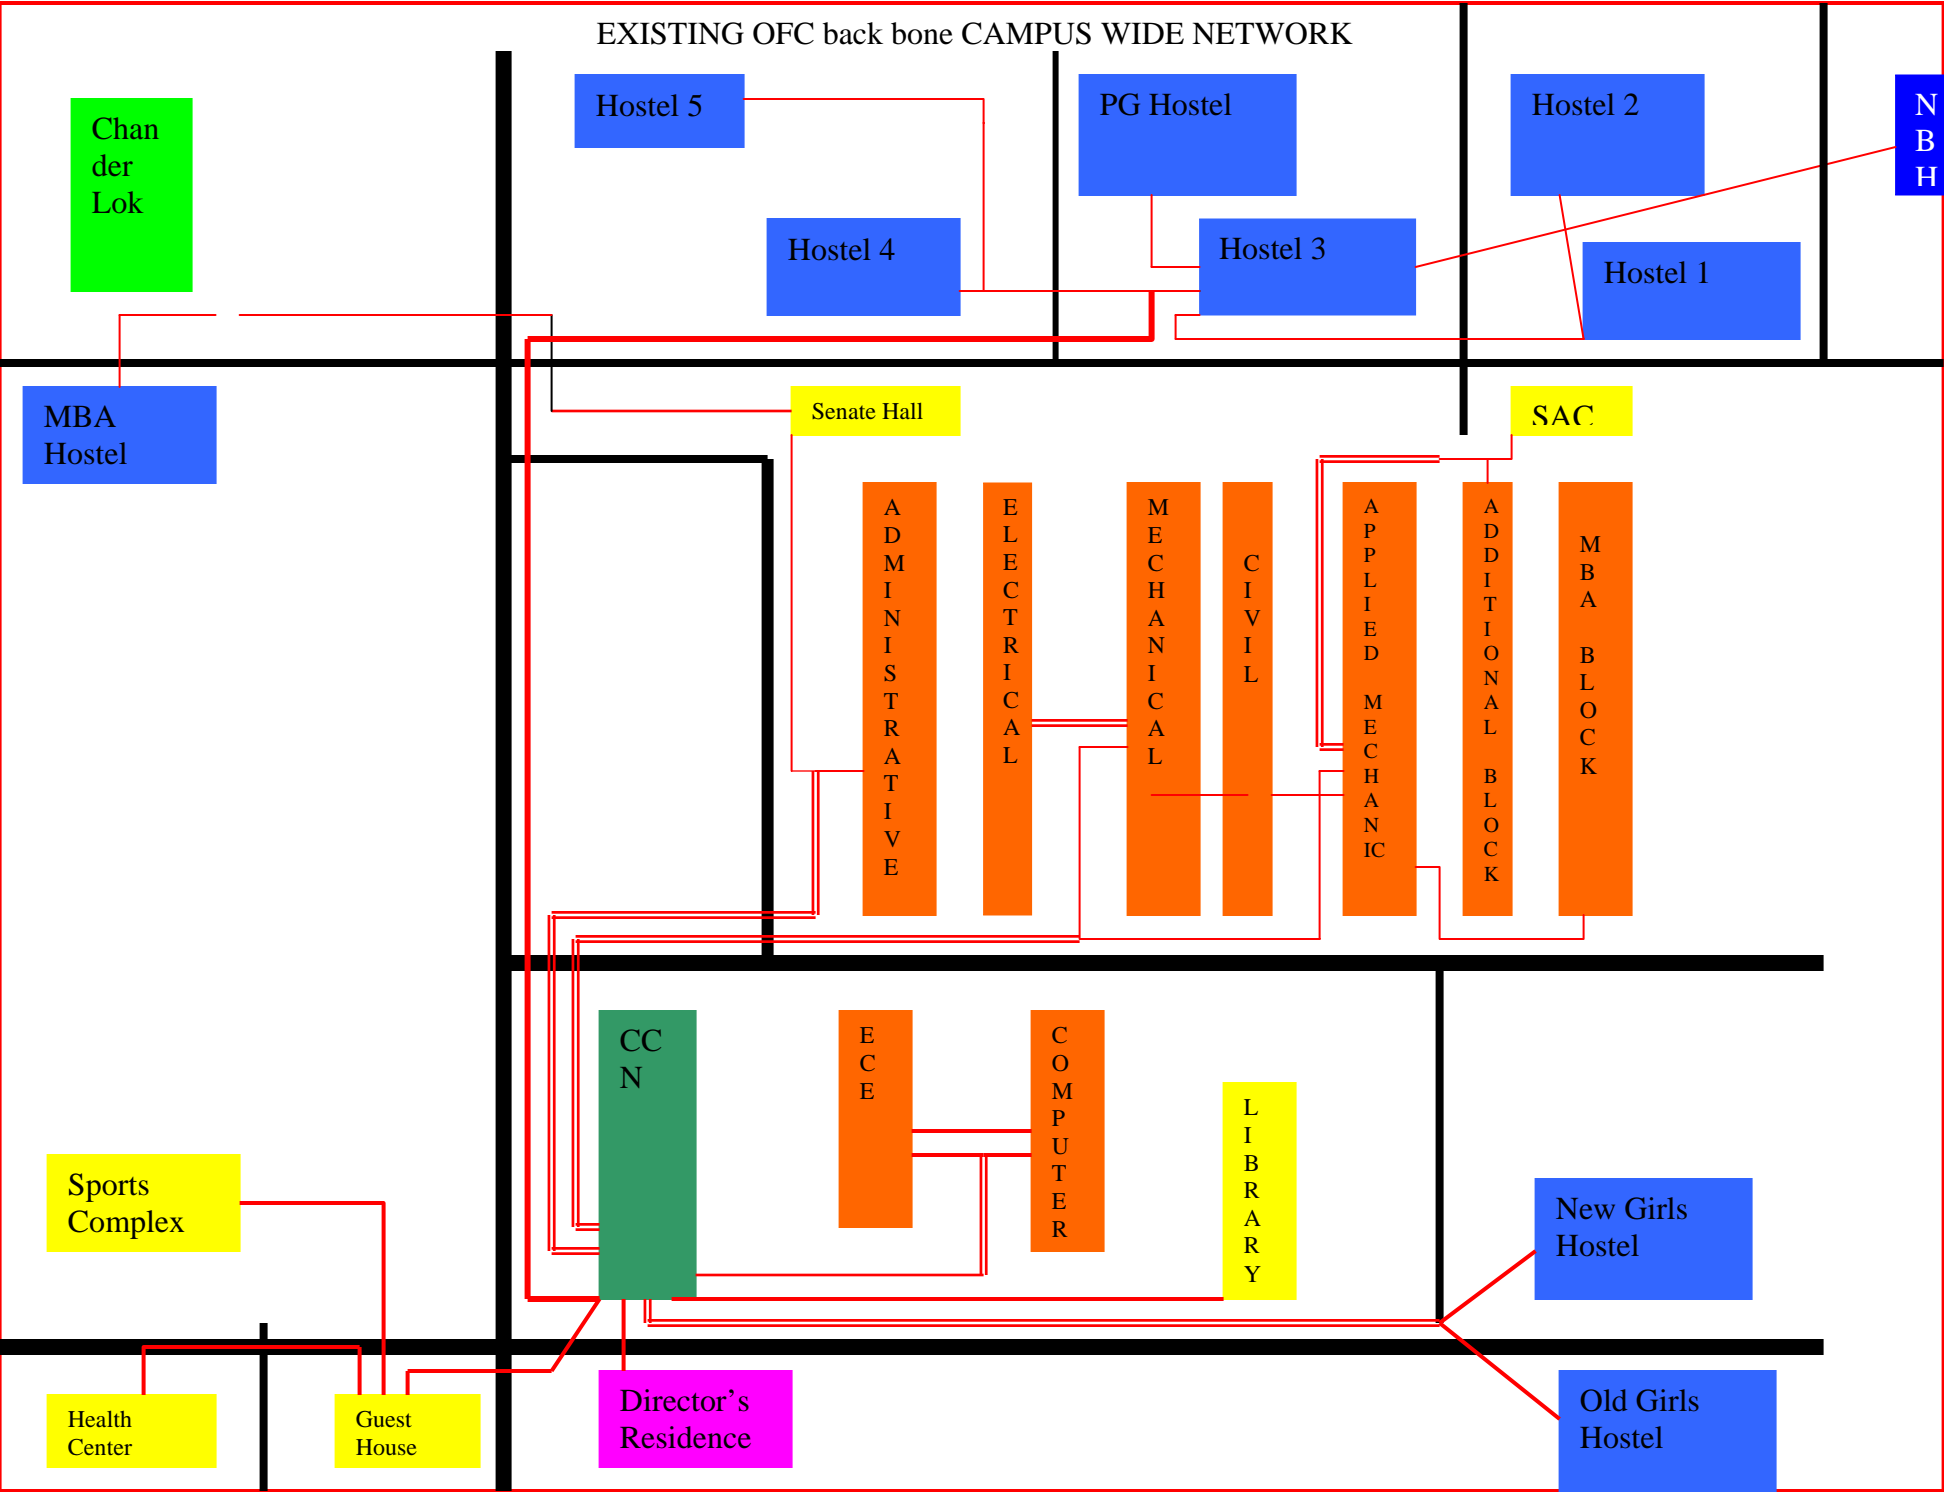 EXISTING OFC back bone CAMPUS WIDE NETWORK
Chan
der
Lok
Hostel 5
PG Hostel
Hostel 2
N
B
H
Hostel 4
Hostel 3
Hostel 1
MBA
Hostel
Senate Hall
SAC
A
D
M
I
N
I
S
T
R
A
T
I
V
E
E
L
E
C
T
R
I
C
A
L
M
E
C
H
A
N
I
C
A
L
C
I
V
I
L
A
P
P
L
I
E
D
M
E
C
H
A
N
IC
A
D
D
I
T
I
O
N
A
L
B
L
O
C
K
M
B
A
B
L
O
C
K
CC
N
E
C
E
C
O
M
P
U
T
E
R
L
I
B
R
A
R
Y
Sports
Complex
New Girls
Hostel
Health
Center
Guest
House
Director’s
Residence
Old Girls
Hostel